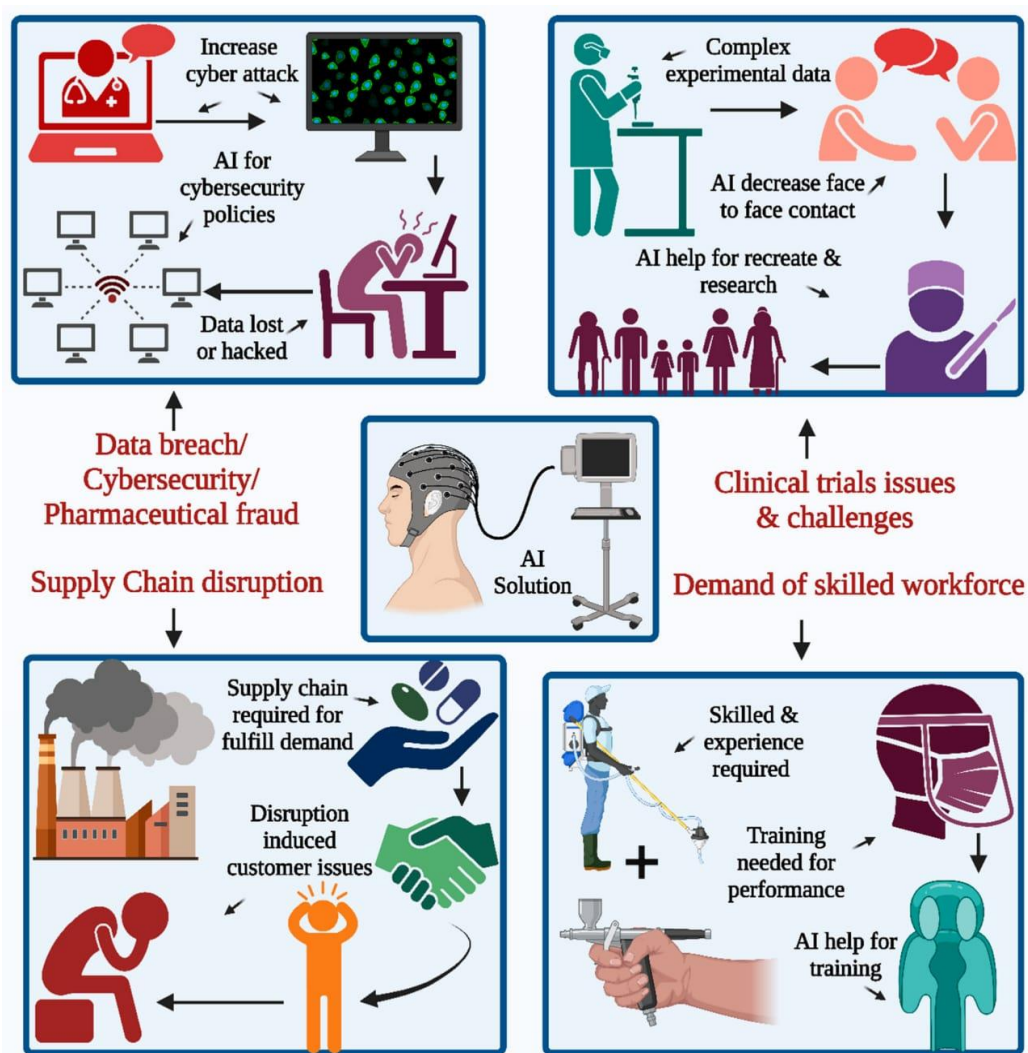 Increase
cyber attack
AI for
cybersecurity
policies
Data lost
or hacked
Complex
experimental data
AI decrease face
to face contact
AI help for recreate &
research
Data breach/
Cybersecurity/
Pharmaceutical fraud
AI
Solution
Clinical trials issues
& challenges
Supply Chain disruption
Demand of skilled workforce
Supply chain
required for
fulfill demand
Disruption
induced
customer issues
Skilled &
experience
required
Training
needed for
performance
AI help for
training